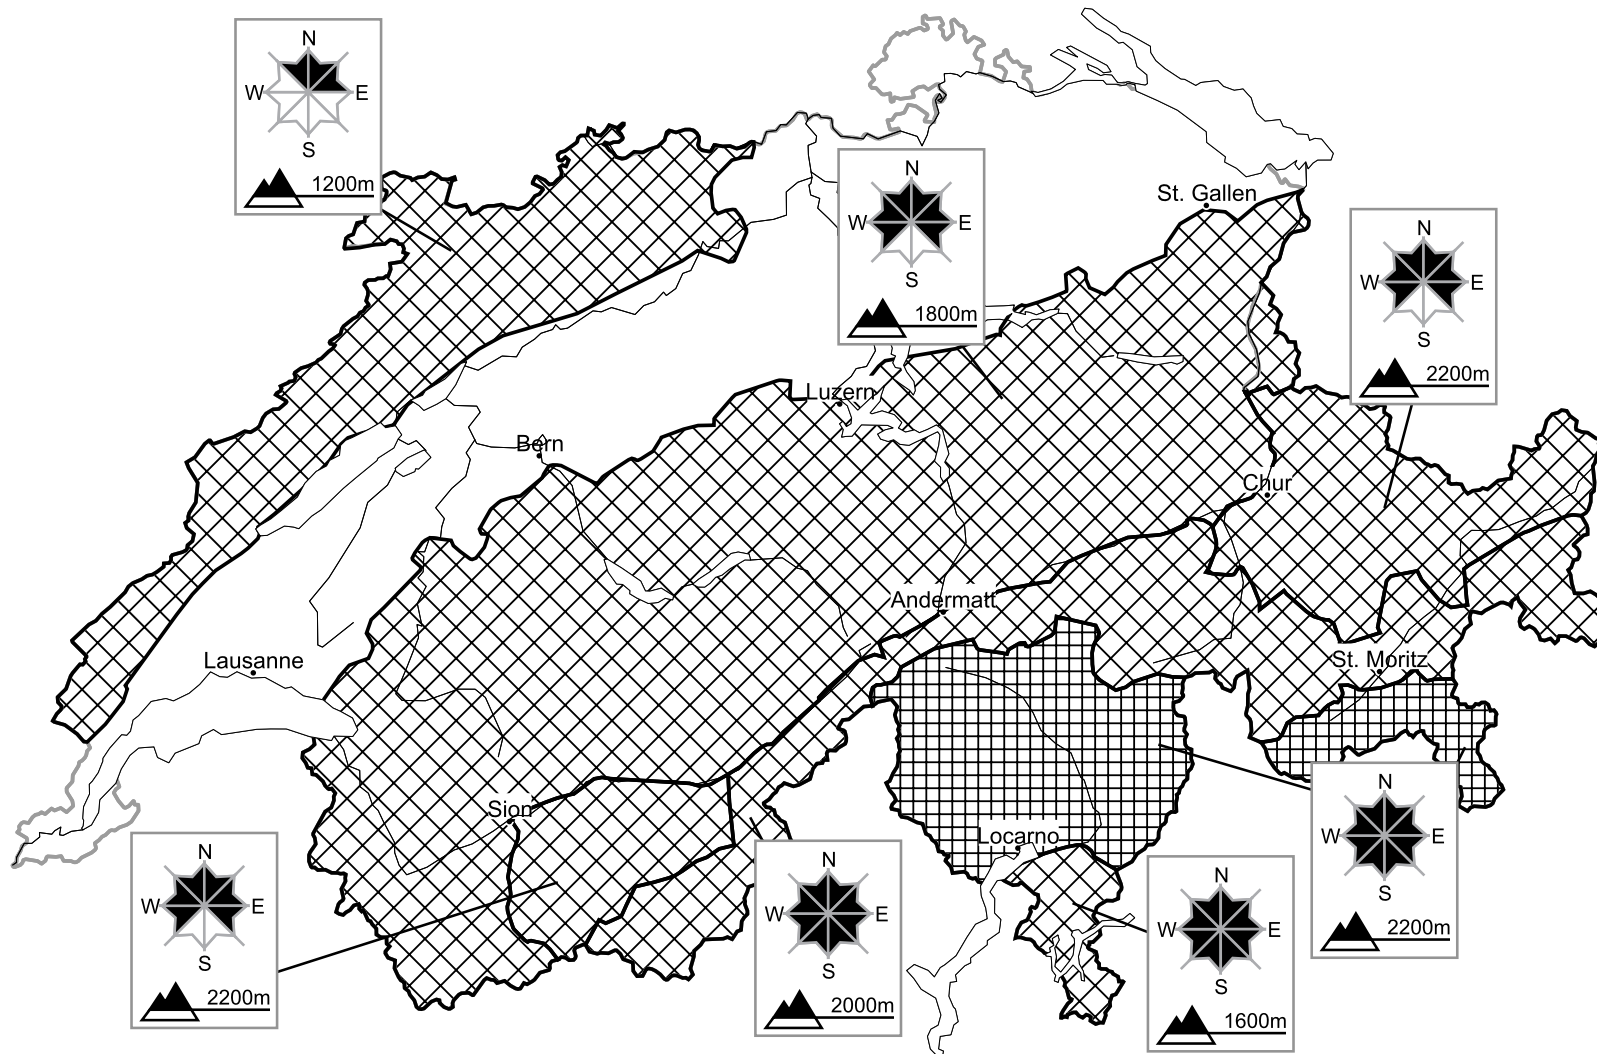 N
W E
S
1200m
N
W E
S
1800m
St. Gallen
N
W E
S
2200m
Luzern
Bern
Chur
Andermatt
Lausanne
St. Moritz
Sion
Locarno
N
W E
S
2200m
N
W E
S
2200m
N
W E
S
2000m
N
W E
S
1600m